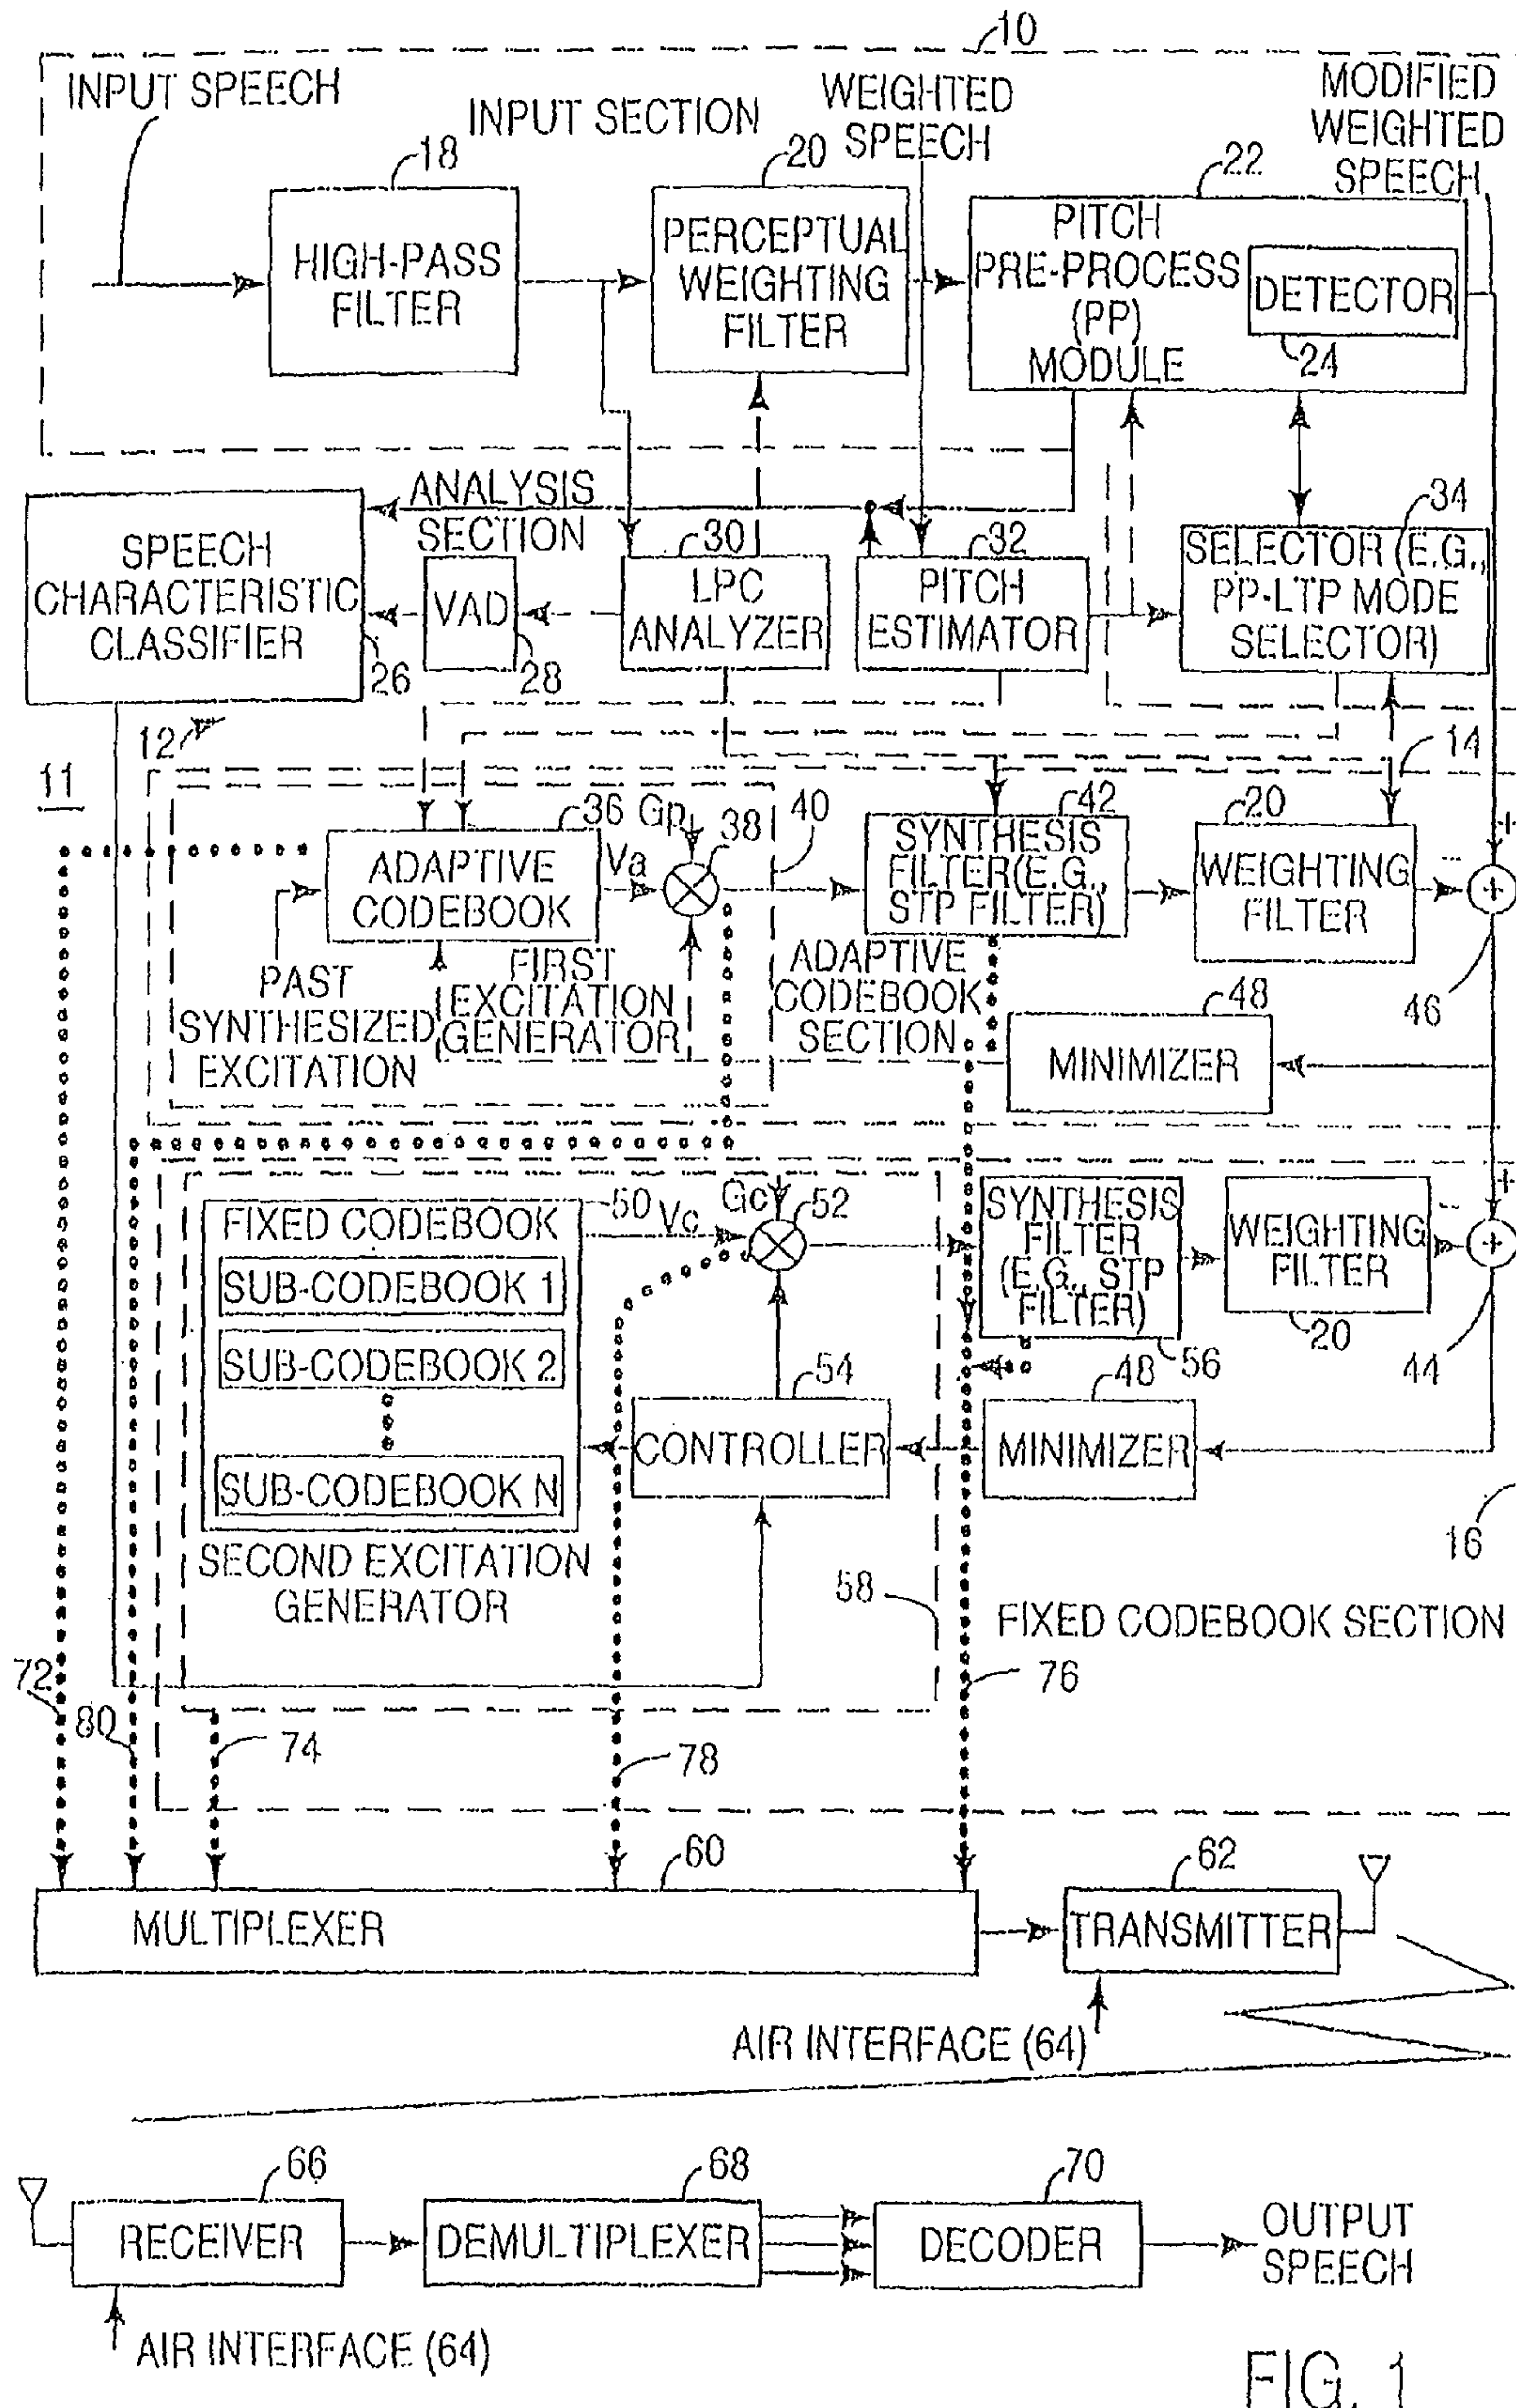 10
INPUT SPEECH
INPUT SECTION
WEIGHTED
SPEECH
MODIFIED
WEIGHTED
SPEECH
18
20
22
HIGH-PASS
FILTER
PERCEPTUAL
WEIGHTING
FILTER
PITCH
PRE-PROCESS
(PP)
MODULE
DETECTOR
24
ANALYSIS
SECTION
34
SPEECH
CHARACTERISTIC
CLASSIFIER
26
VAD
28
30
LPC
ANALYZER
32
PITCH
ESTIMATOR
SELECTOR (E.G.,
PP-LTP MODE
SELECTOR)
12
14
11
36
Gp
38
40
42
20
+
ADAPTIVE
CODEBOOK
Va
SYNTHESIS
FILTER(E.G.,
STP FILTER)
WEIGHTING
FILTER
-
+
PAST
SYNTHESIZED
EXCITATION
FIRST
EXCITATION
GENERATOR
ADAPTIVE
CODEBOOK
SECTION
48
46
MINIMIZER
50
Vc
Gc
52
+
FIXED CODEBOOK
SUB-CODEBOOK 1
SUB-CODEBOOK 2
SUB-CODEBOOK N
SYNTHESIS
FILTER
(E.G., STP
FILTER)
WEIGHTING
FILTER
-
+
20
56
44
54
48
CONTROLLER
MINIMIZER
16
SECOND EXCITATION
GENERATOR
58
FIXED CODEBOOK SECTION
72
76
80
74
78
60
62
MULTIPLEXER
TRANSMITTER
AIR INTERFACE (64)
66
68
70
RECEIVER
DEMULTIPLEXER
DECODER
OUTPUT
SPEECH
AIR INTERFACE (64)
FIG. 1